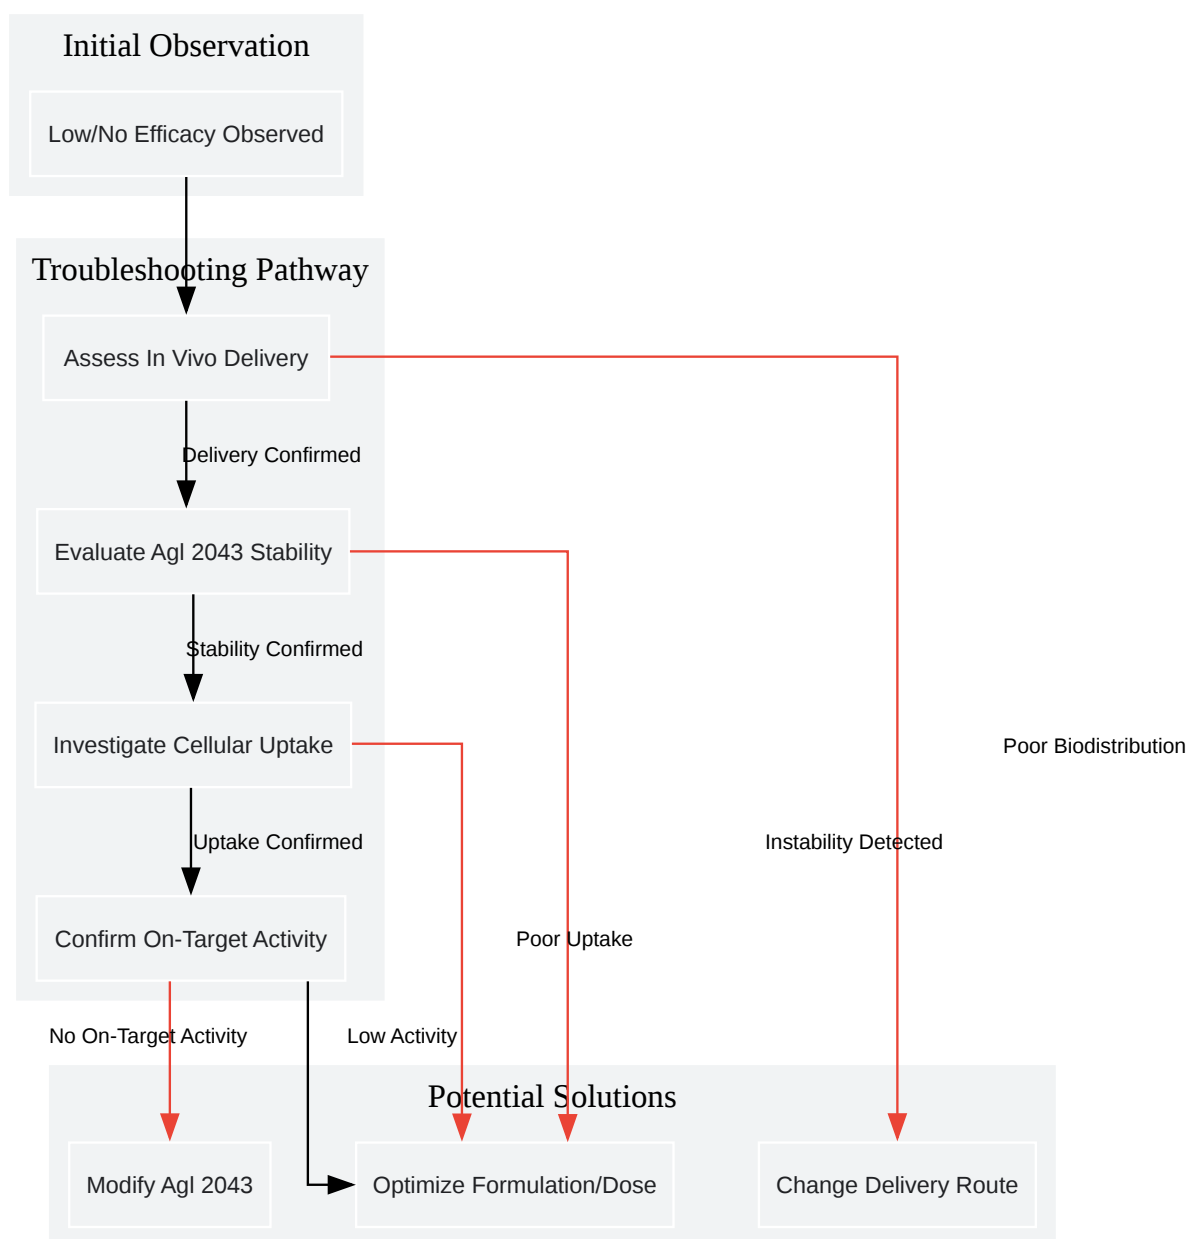 Initial Observation
Low/No Efficacy Observed
Troubleshooting Pathway
Assess In Vivo Delivery
Delivery Confirmed
Evaluate Agl 2043 Stability
Stability Confirmed
Investigate Cellular Uptake
Poor Biodistribution
Uptake Confirmed
Instability Detected
Confirm On-Target Activity
Poor Uptake
No On-Target Activity
Low Activity
Potential Solutions
Modify Agl 2043
Optimize Formulation/Dose
Change Delivery Route